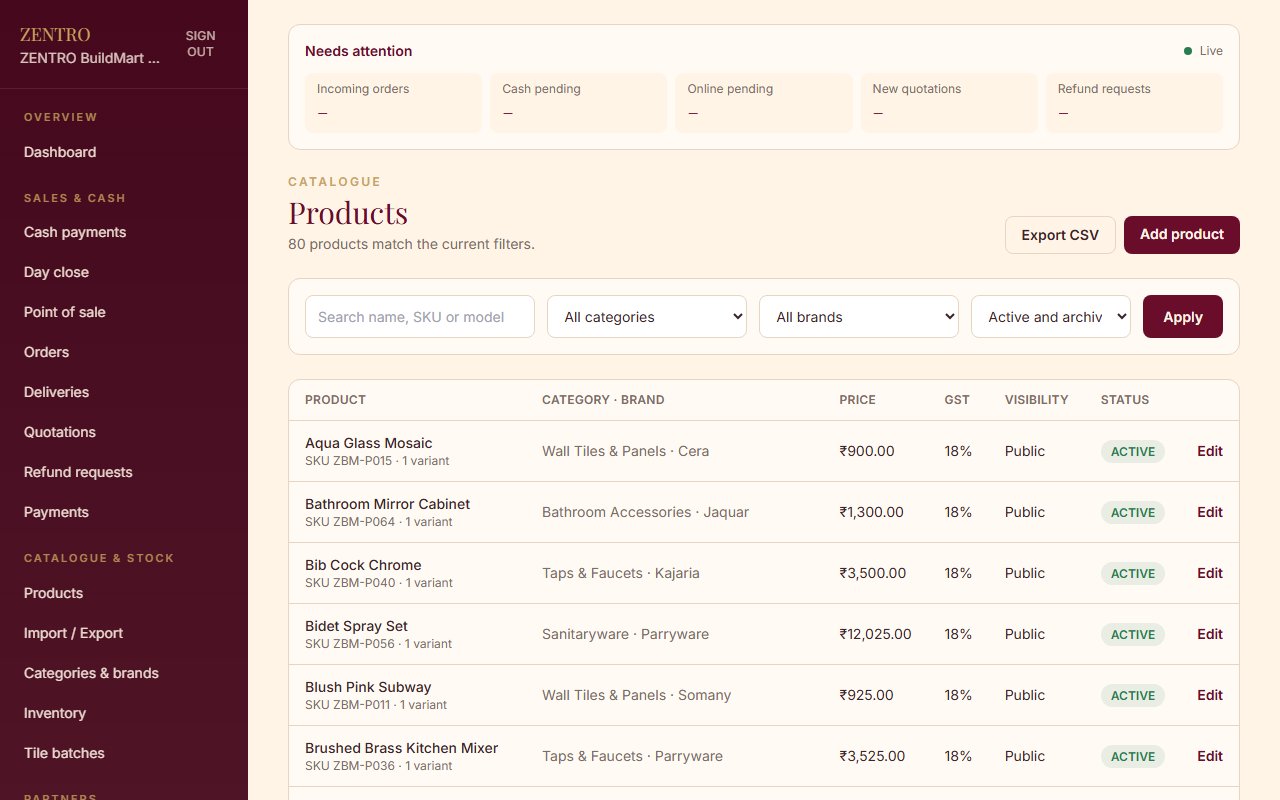 ZENTRO
ZENTRO BuildMart ...
SIGN OUT
OVERVIEW
Dashboard
SALES & CASH
Cash payments
Day close
Point of sale
Orders
Deliveries
Quotations
Refund requests
Payments
CATALOGUE & STOCK
Products
Import / Export
Categories & brands
Inventory
Tile batches
PARTNERS
Needs attention
Live
Incoming orders
–
Cash pending
–
Online pending
–
New quotations
–
Refund requests
–
CATALOGUE
Products
80 products match the current filters.
Export CSV
Add product
Search name, SKU or model
All categories
All brands
Active and archiv
Apply
PRODUCT CATEGORY · BRAND PRICE GST VISIBILITY STATUS
Aqua Glass Mosaic
SKU ZBM-P015 · 1 variant
Wall Tiles & Panels · Cera ₹900.00 18% Public ACTIVE Edit
Bathroom Mirror Cabinet
SKU ZBM-P064 · 1 variant
Bathroom Accessories · Jaquar ₹1,300.00 18% Public ACTIVE Edit
Bib Cock Chrome
SKU ZBM-P040 · 1 variant
Taps & Faucets · Kajaria ₹3,500.00 18% Public ACTIVE Edit
Bidet Spray Set
SKU ZBM-P056 · 1 variant
Sanitaryware · Parryware ₹12,025.00 18% Public ACTIVE Edit
Blush Pink Subway
SKU ZBM-P011 · 1 variant
Wall Tiles & Panels · Somany ₹925.00 18% Public ACTIVE Edit
Brushed Brass Kitchen Mixer
SKU ZBM-P036 · 1 variant
Taps & Faucets · Parryware ₹3,525.00 18% Public ACTIVE Edit